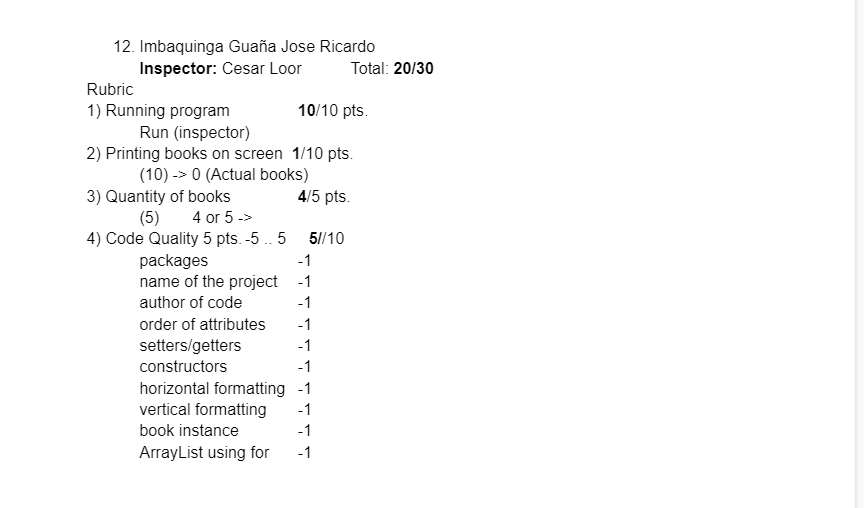 12. Imbaquinga Guaña Jose Ricardo
Inspector: Cesar Loor Total: 20/30
Rubric
1) Running program 10/10 pts.
Run (inspector)
2) Printing books on screen 1/10 pts.
(10) -> 0 (Actual books)
3) Quantity of books 4/5 pts.
(5) 4 or 5 ->
4) Code Quality 5 pts. -5 .. 5 5//10
packages -1
name of the project -1
author of code -1
order of attributes -1
setters/getters -1
constructors -1
horizontal formatting -1
vertical formatting -1
book instance -1
ArrayList using for -1